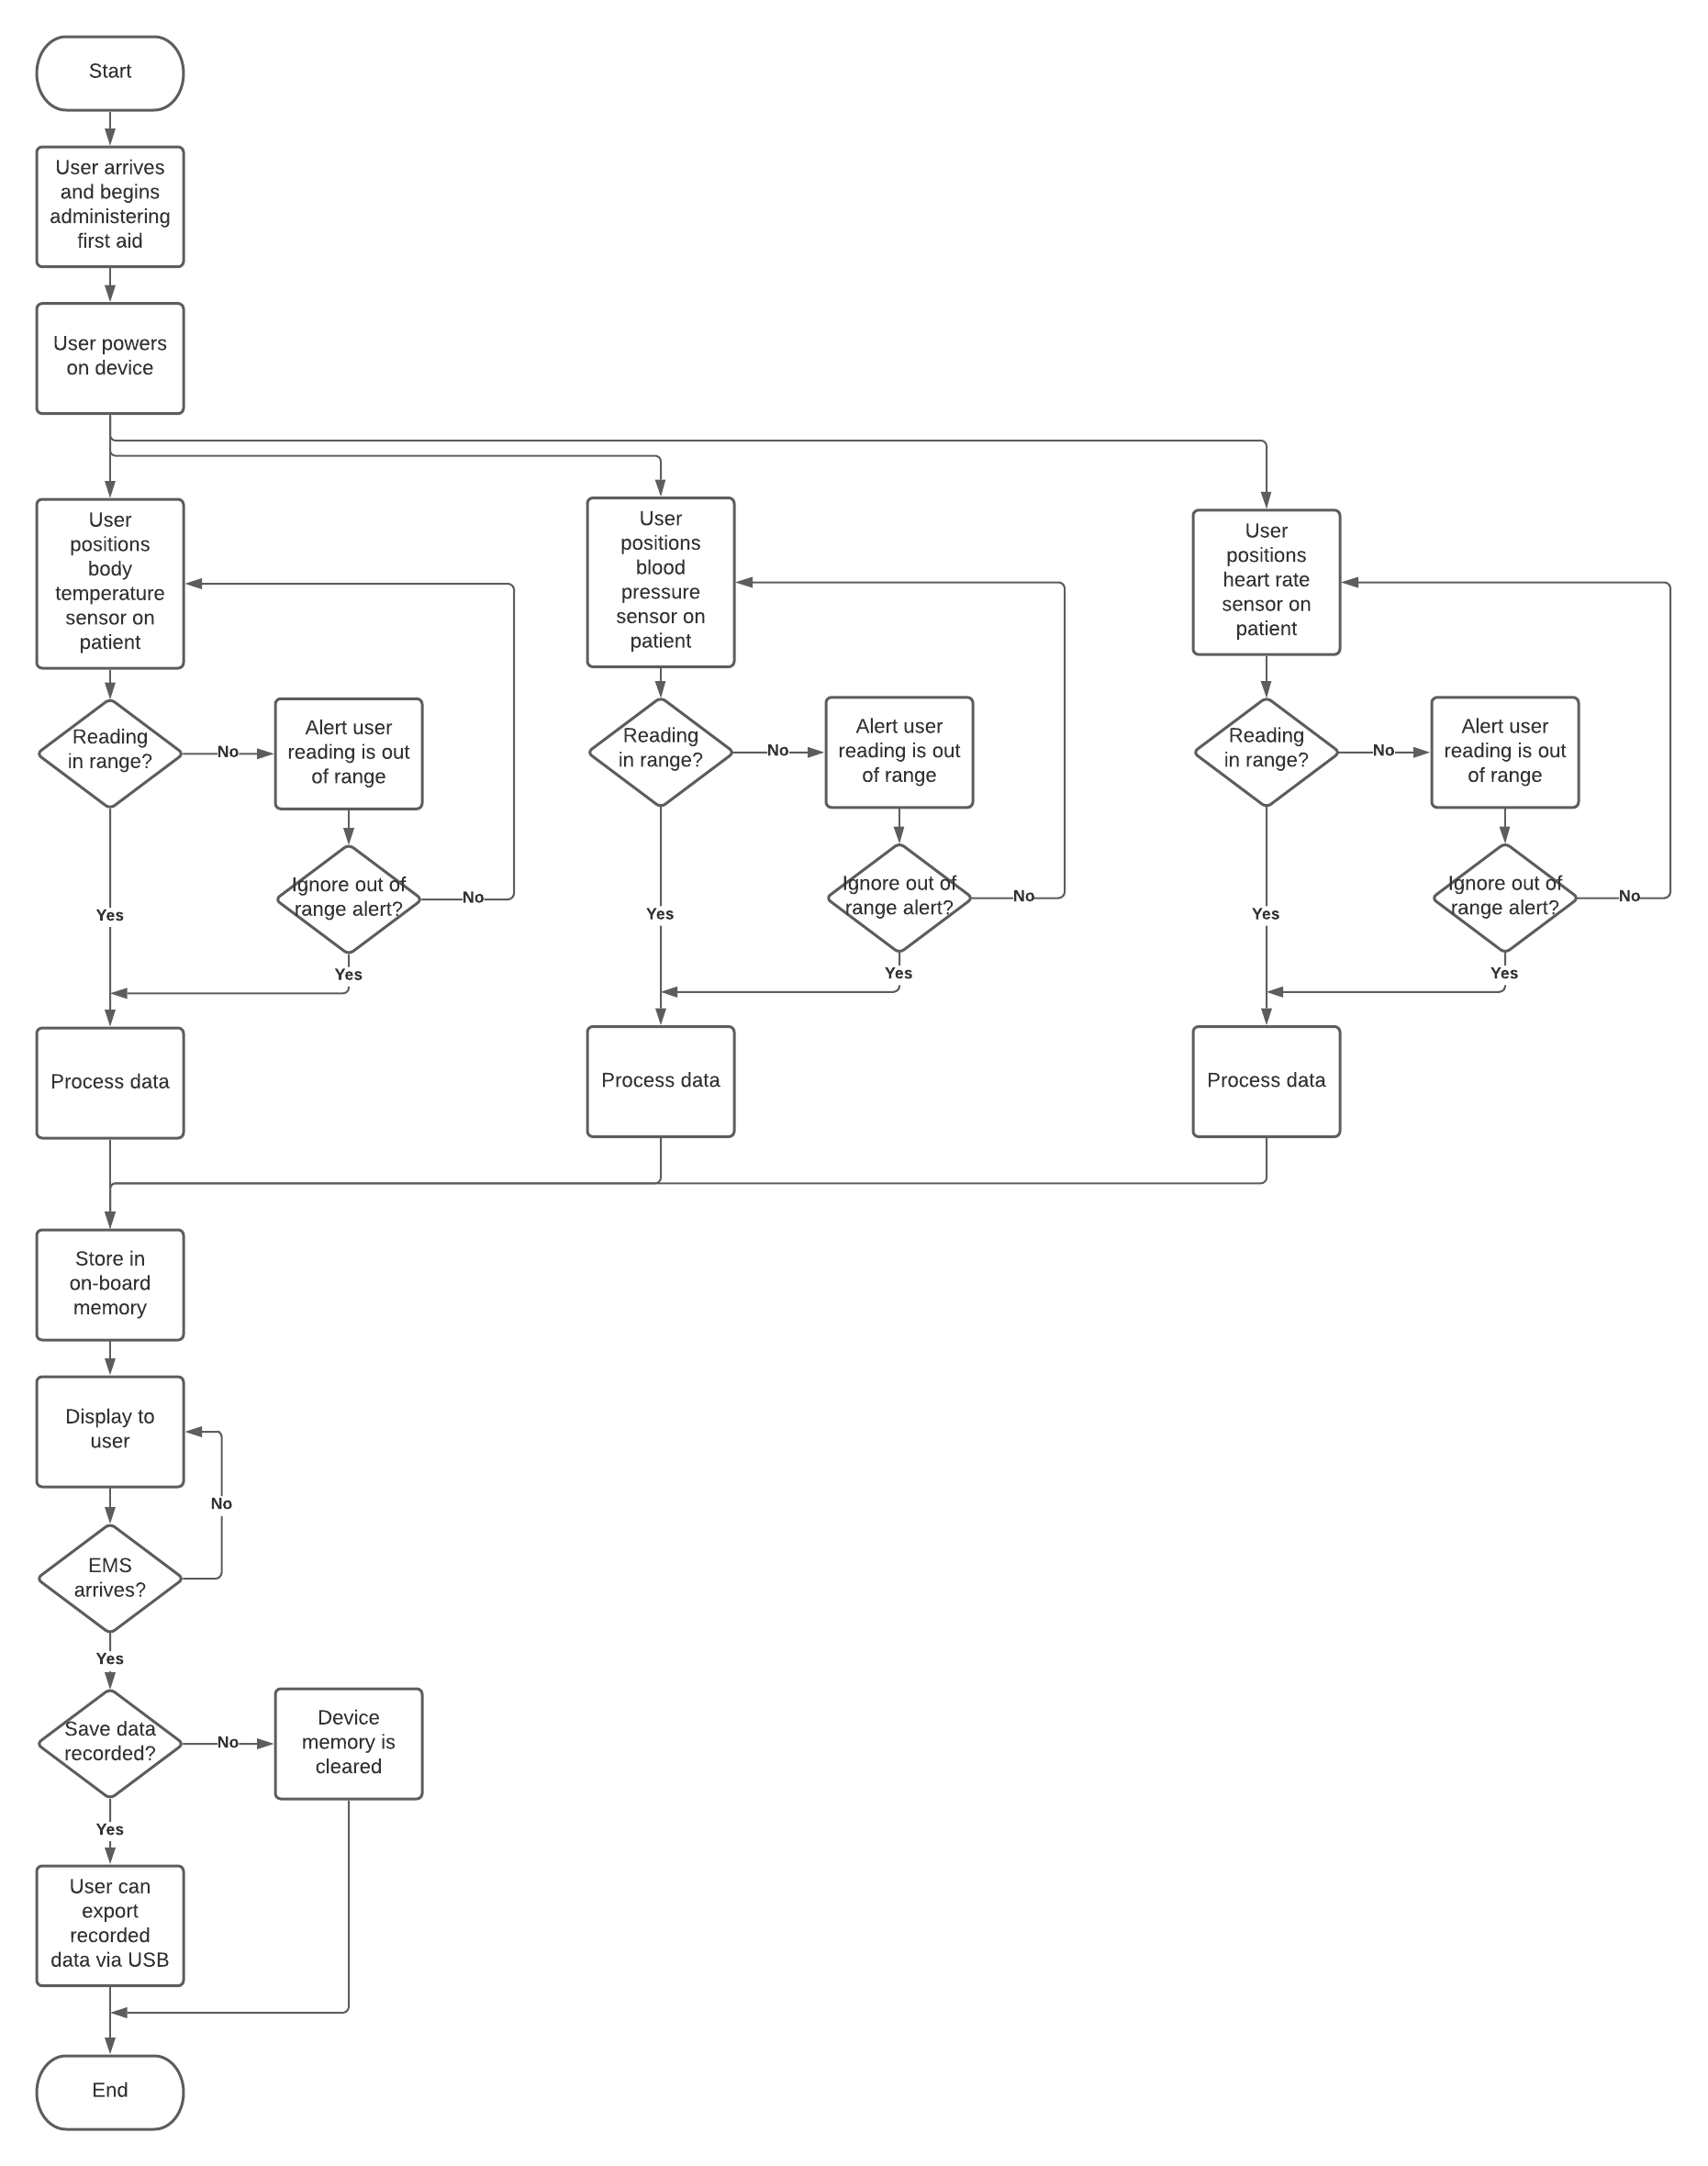 Start
User arrives
and begins
administering
first aid
User powers
on device
User
positions
body
temperature
sensor on
patient
Reading
in range?
No
Alert user
reading is out
of range
Ignore out of
range alert?
No
Yes
Yes
Process data
User
positions
blood
pressure
sensor on
patient
Reading
in range?
No
Alert user
reading is out
of range
Ignore out of
range alert?
No
Yes
Yes
Process data
User
positions
heart rate
sensor on
patient
Reading
in range?
No
Alert user
reading is out
of range
Ignore out of
range alert?
No
Yes
Yes
Process data
Store in
on-board
memory
Display to
user
No
EMS
arrives?
Yes
Save data
recorded?
No
Device
memory is
cleared
Yes
User can
export
recorded
data via USB
End